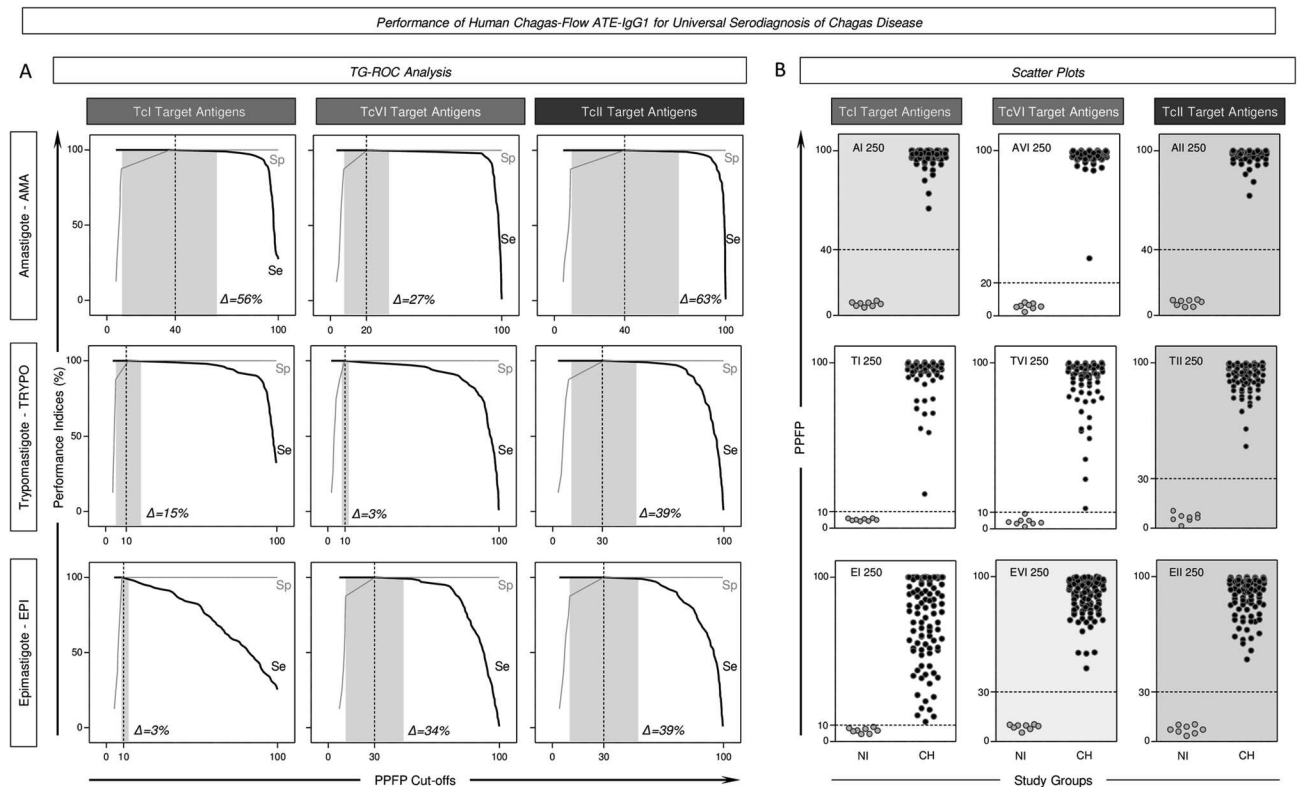 Performance of Human Chagas-Flow ATE-IgG1 for Universal Serodiagnosis of Chagas Disease
A
TG-ROC Analysis
TcI Target Antigens
TcVI Target Antigens
TcII Target Antigens
Amastigote - AMA
Trypomastigote - TRYPO
Epimastigote - EPI
Performance Indices (%)
100
50
0
Sp
Se
Δ=56%
0
40
100
100
50
0
Sp
Se
Δ=27%
0
20
100
100
50
0
Sp
Se
Δ=63%
0
40
100
100
50
0
Sp
Se
Δ=15%
0
10
100
Sp
Se
Δ=3%
0
10
100
Sp
Se
Δ=39%
0
30
100
100
50
0
Sp
Se
Δ=3%
0
10
100
Sp
Se
Δ=34%
0
30
100
Sp
Se
Δ=39%
0
30
100
PPFP Cut-offs
B
Scatter Plots
TcI Target Antigens
TcVI Target Antigens
TcII Target Antigens
PPFP
AI 250
100
40
0
AVI 250
100
20
0
AII 250
100
40
0
TI 250
100
10
0
TVI 250
100
10
0
TII 250
100
30
0
EI 250
100
10
0
EVI 250
100
30
0
EII 250
100
30
0
NI CH
NI CH
NI CH
Study Groups